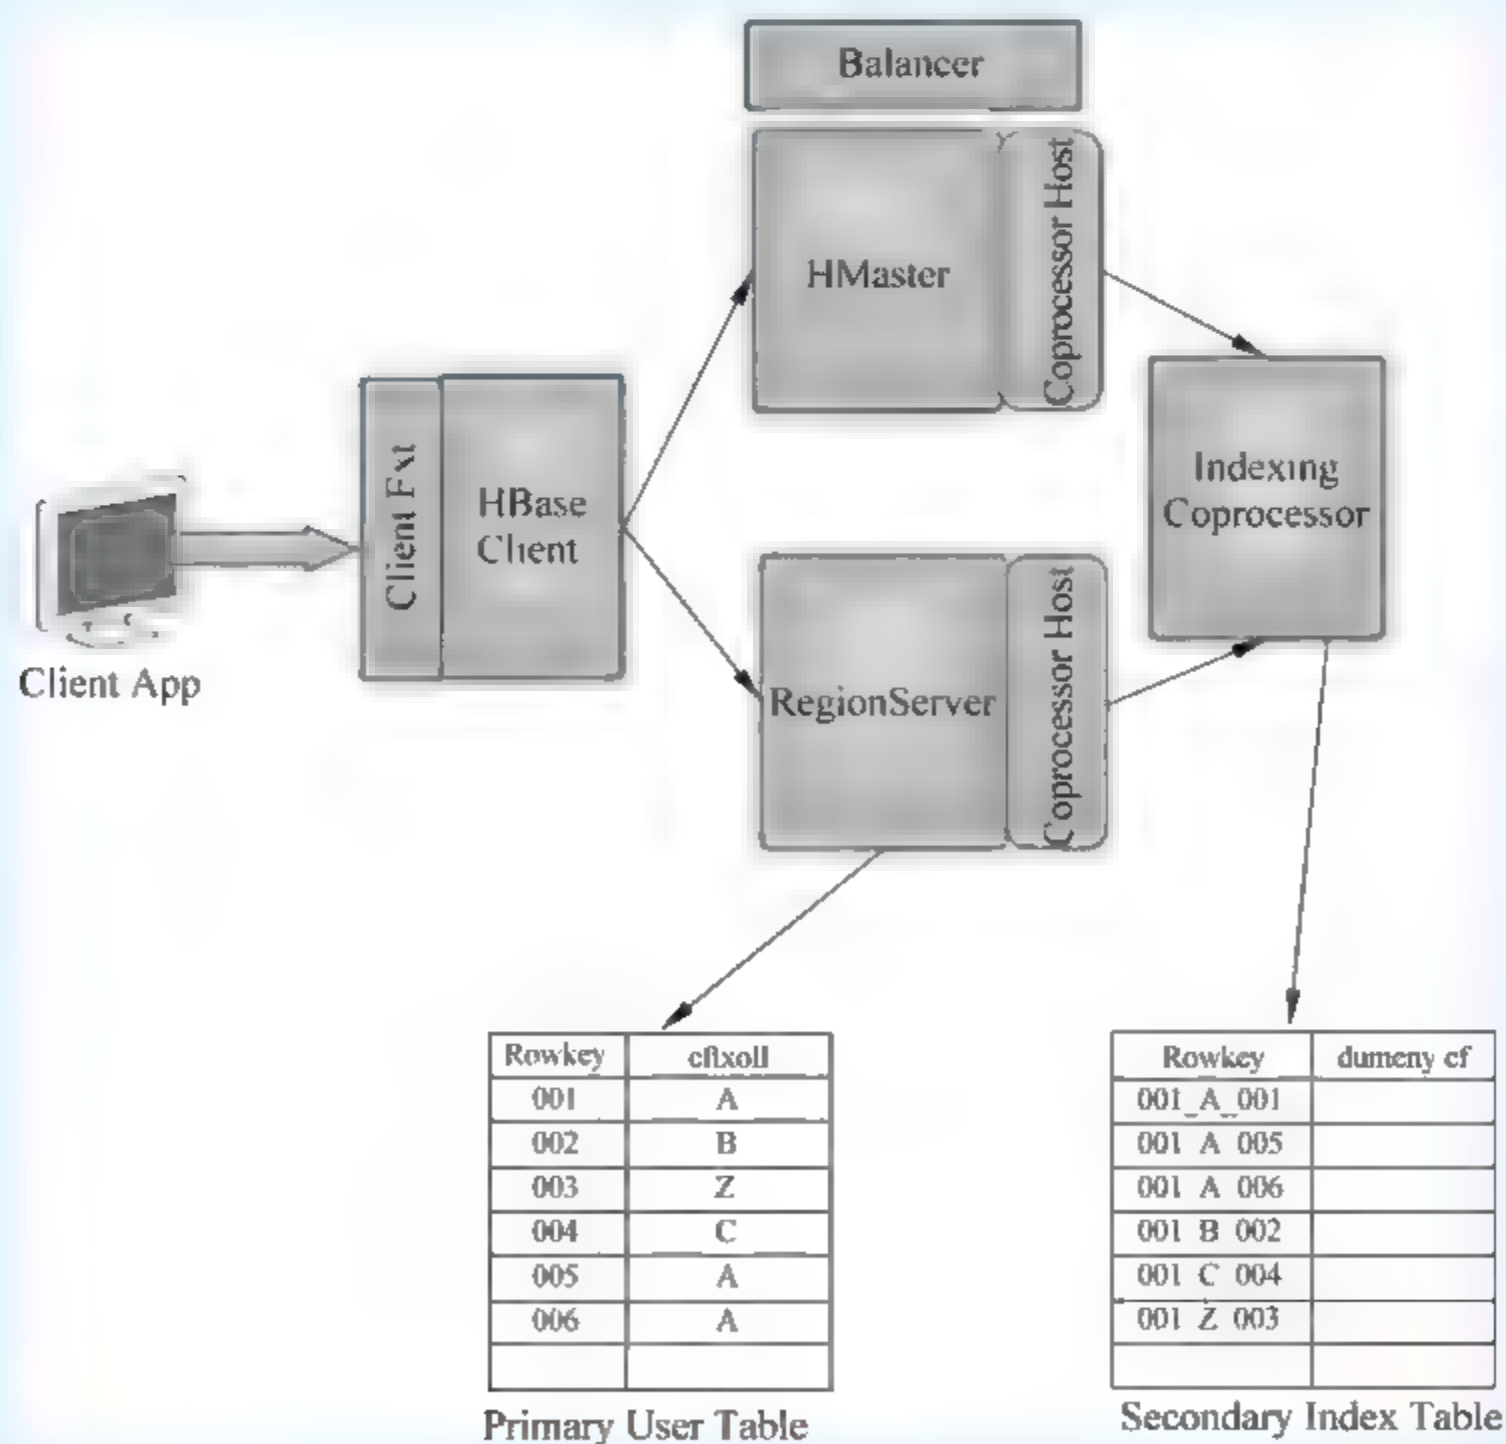 Balancer
HMaster
Coprocessor Host
Client Ext
HBase
Client
Indexing
Coprocessor
Client App
RegionServer
Coprocessor Host
Rowkey cflxoll
001 A
002 B
003 Z
004 C
005 A
006 A
Primary User Table
Rowkey dumeny cf
001_A_001
001 A 005
001 A 006
001 B 002
001 C 004
001 Z 003
Secondary Index Table